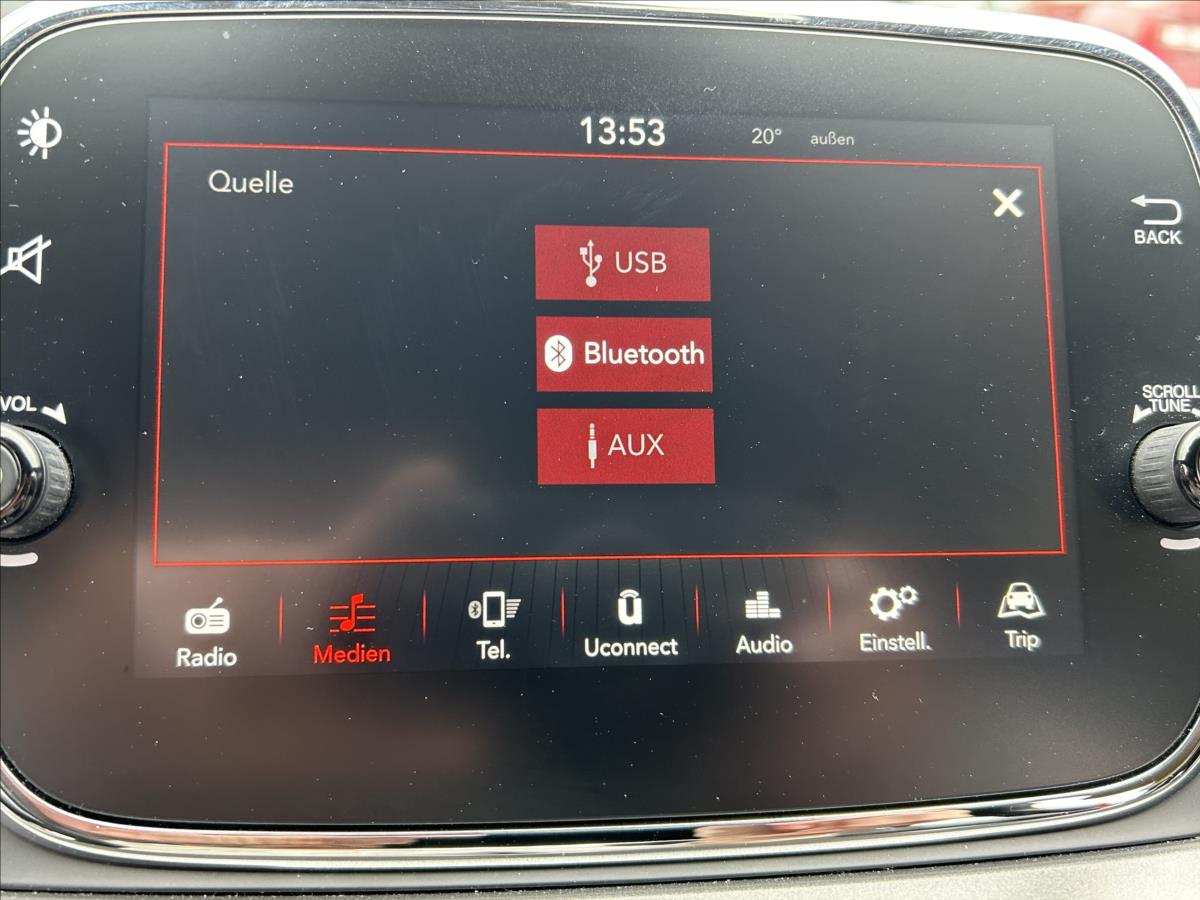 13:53 20° außen
Quelle
BACK
USB
Bluetooth
VOL
SCROLL
TUNE
AUX
Radio Medien Tel. Uconnect Audio Einstell. Trip